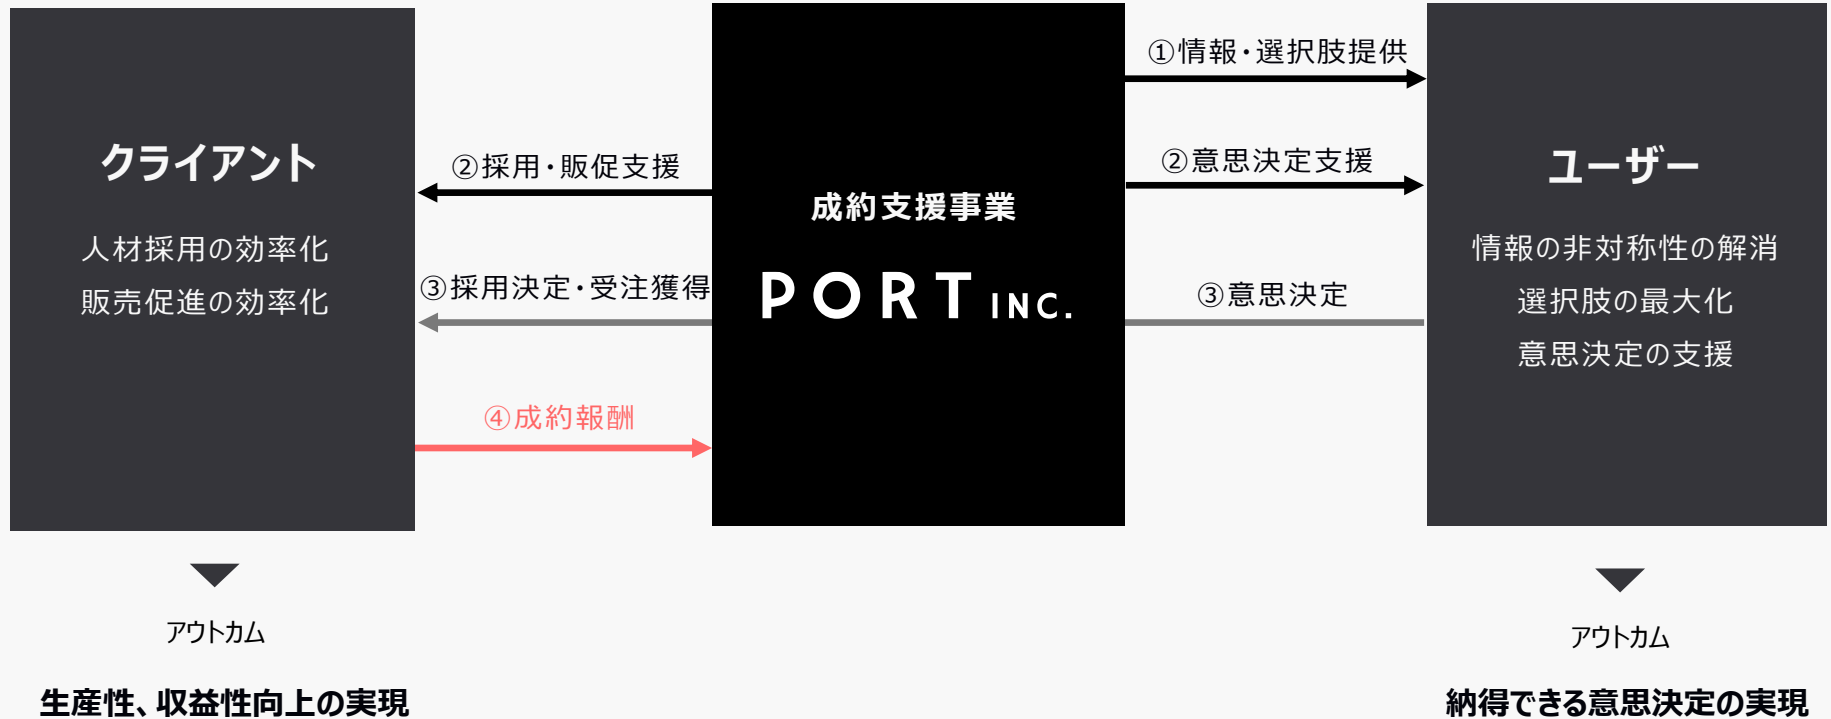 クライアント
人材採用の効率化
販売促進の効率化
②採用・販促支援
③採用決定・受注獲得
④成約報酬
成約支援事業
PORT INC.
①情報・選択肢提供
②意思決定支援
③意思決定
ユーザー
情報の非対称性の解消
選択肢の最大化
意思決定の支援
アウトカム
生産性、収益性向上の実現
アウトカム
納得できる意思決定の実現